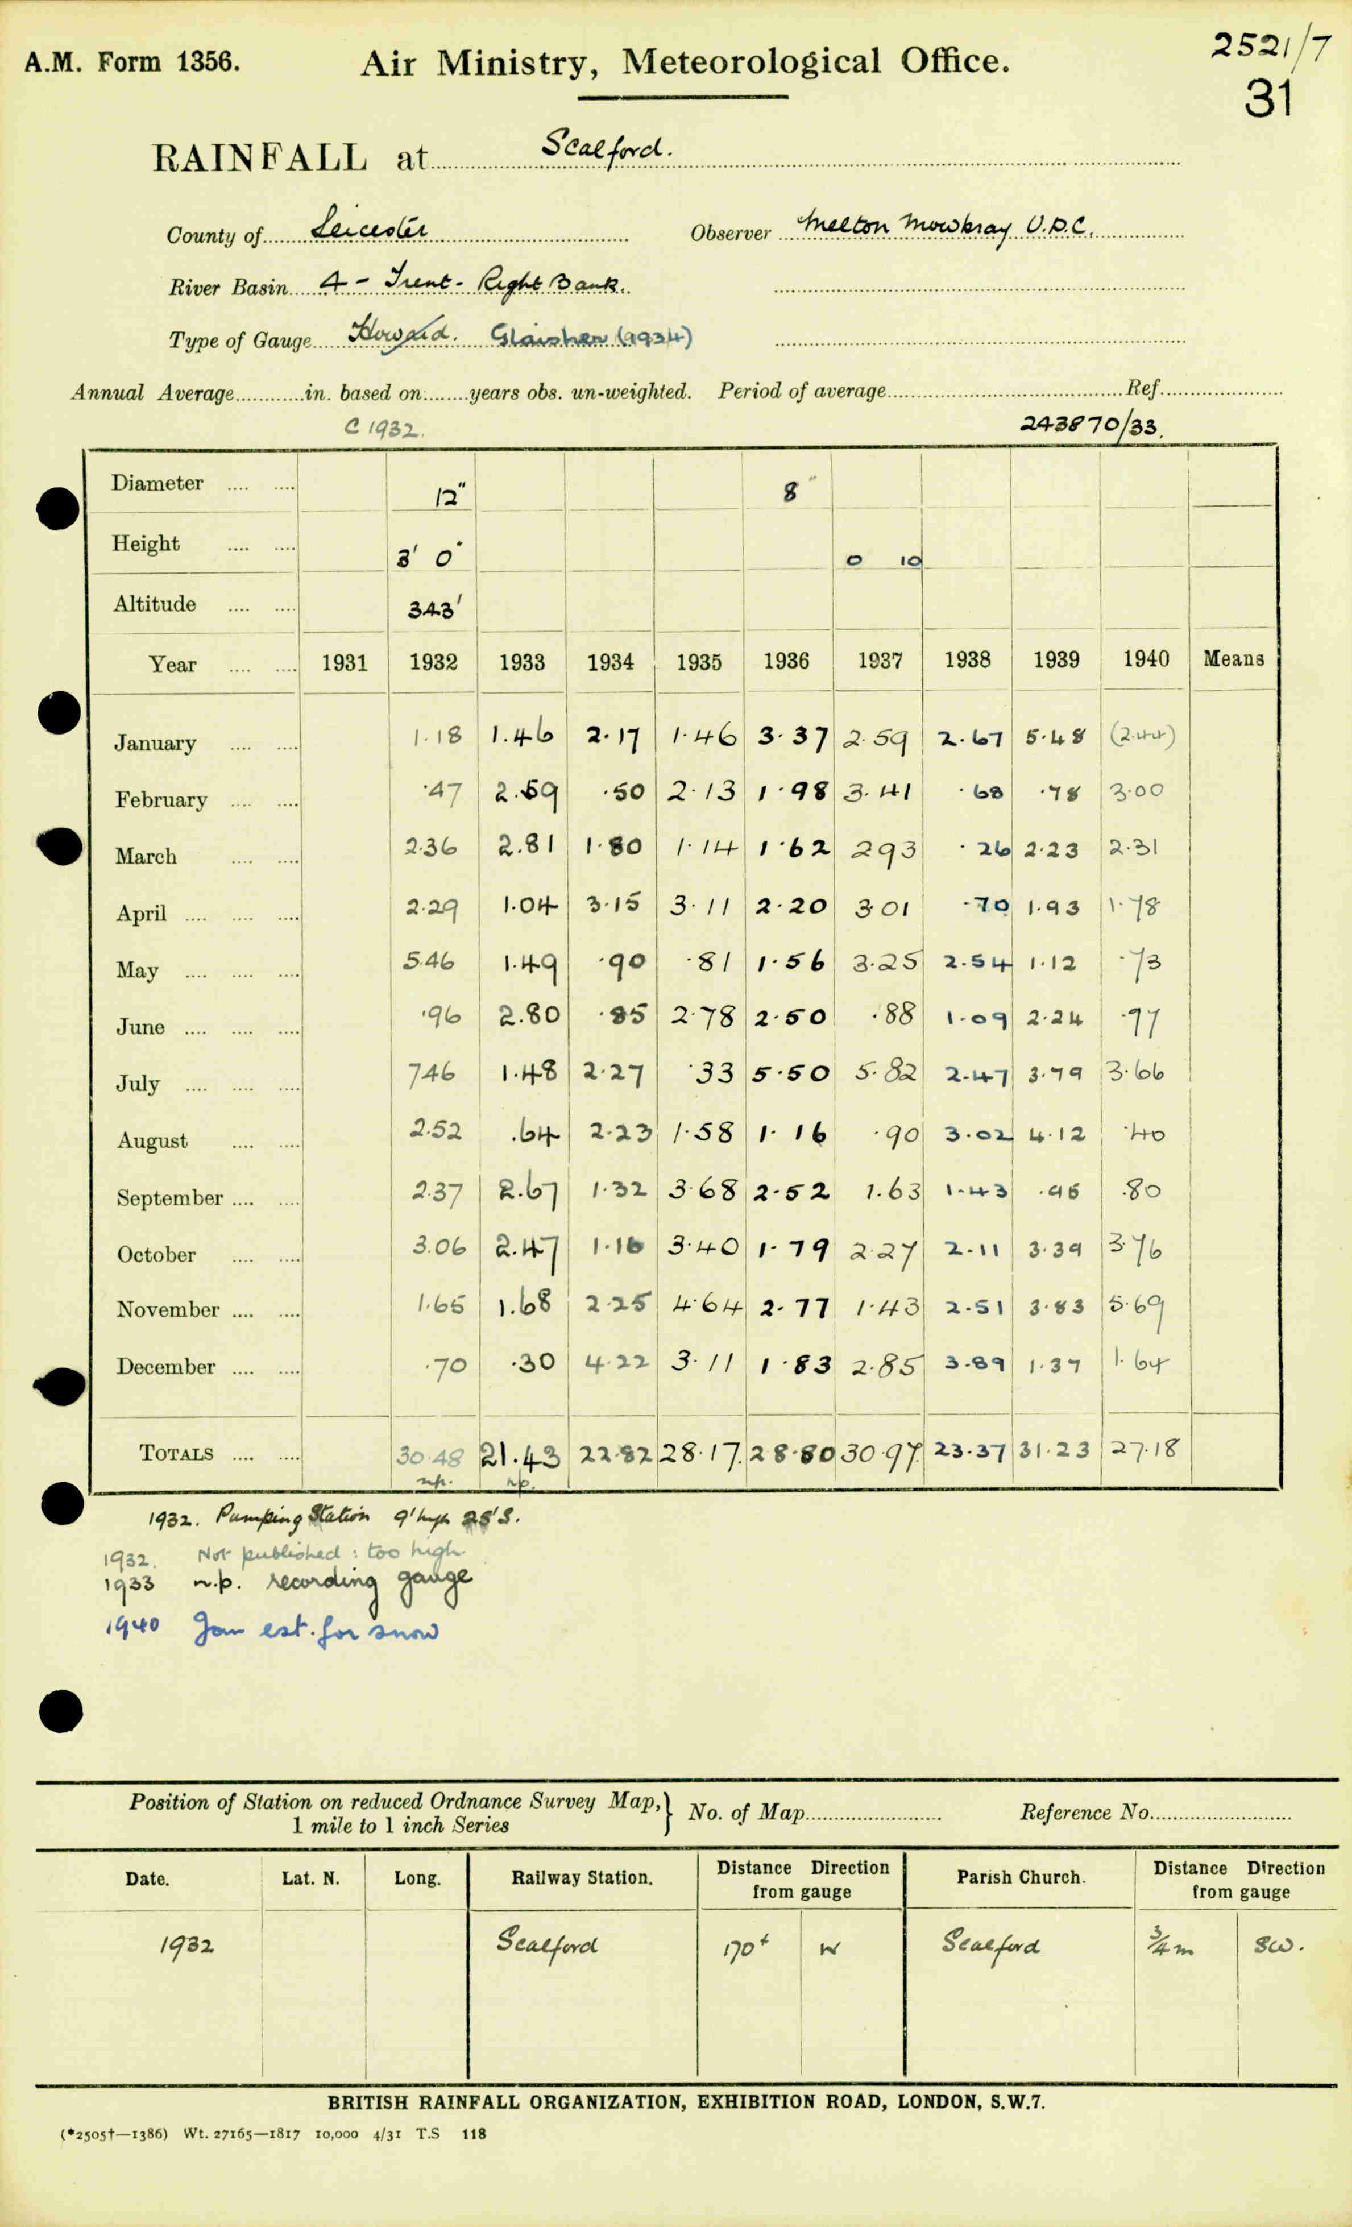 2521/7
A.M. Form 1356. Air Ministry, Meteorological Office.
31
RAINFALL at Scalford.
County of Leicester Observer Melton Mowbray U.D.C.
River Basin 4 - Trent - Right Bank.
Type of Gauge Howard. Glaisher (1934)
Annual Average in. based on years obs. un-weighted. Period of average Ref.
C 1932. 243870/33.
Diameter .... .... 12" 8"
Height .... .... 3' 0" 0 10
Altitude .... .... 343'
Year .... .... 1931 1932 1933 1934 1935 1936 1937 1938 1939 1940 Means
January .... .... 1.18 1.46 2.17 1.46 3.37 2.59 2.67 5.48 (2.44)
February .... .... .47 2.59 .50 2.13 1.98 3.41 .68 .78 3.00
March .... .... 2.36 2.81 1.80 1.14 1.62 2.93 .26 2.23 2.31
April .... .... .... 2.29 1.04 3.15 3.11 2.20 3.01 .70 1.93 1.78
May .... .... .... 5.46 1.49 .90 .81 1.56 3.25 2.54 1.12 .73
June .... .... .... .96 2.80 .85 2.78 2.50 .88 1.09 2.24 .77
July .... .... .... 7.46 1.48 2.27 .33 5.50 5.82 2.47 3.79 3.66
August .... .... 2.52 .64 2.23 1.58 1.16 .90 3.02 4.12 .40
September .... .... 2.37 2.67 1.32 3.68 2.52 1.63 1.43 .95 .80
October .... .... 3.06 2.47 1.16 3.40 1.79 2.27 2.11 3.39 3.76
November .... .... 1.65 1.68 2.25 4.64 2.77 1.43 2.51 3.83 5.69
December .... .... .70 .30 4.22 3.11 1.83 2.85 3.89 1.37 1.64
TOTALS .... .... 30.48 21.43 22.82 28.17 28.80 30.97 23.37 31.23 27.18
n.p. n.p.
1932. Pumping Station 9' high 25' S.
1932. Not published : too high
1933 n.p. recording gauge
1940 Jan est. for snow
Position of Station on reduced Ordnance Survey Map, } No. of Map Reference No.
1 mile to 1 inch Series
Date. Lat. N. Long. Railway Station. Distance Direction from gauge Parish Church. Distance Direction from gauge
1932 Scalford 170+ W Scalford 3/4 m SW.
BRITISH RAINFALL ORGANIZATION, EXHIBITION ROAD, LONDON, S.W.7.
(*2505†—1386) Wt. 27165—1817 10,000 4/31 T.S 118